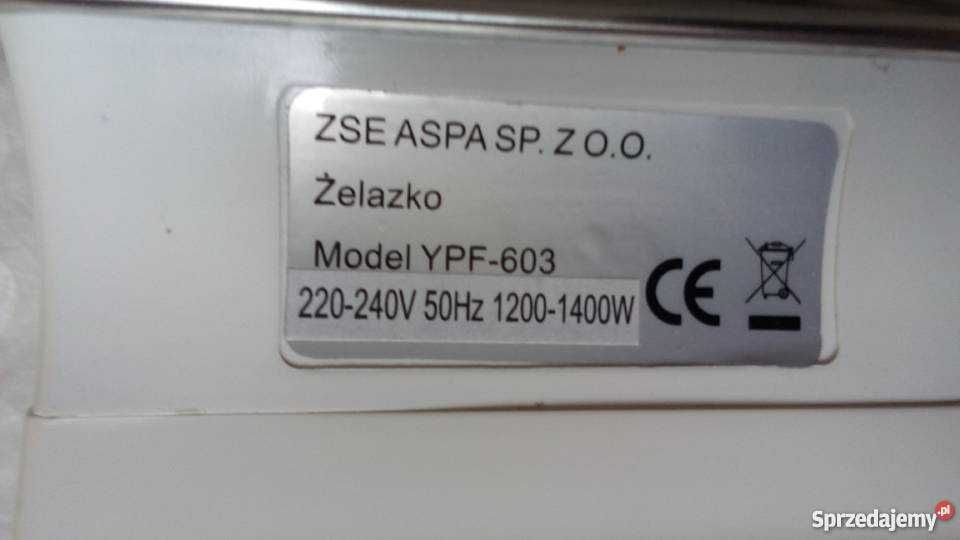 ZSE ASPA SP. Z O.O.
Żelazko
Model YPF-603
220-240V 50Hz 1200-1400W
CE
Sprzedajemy.pl